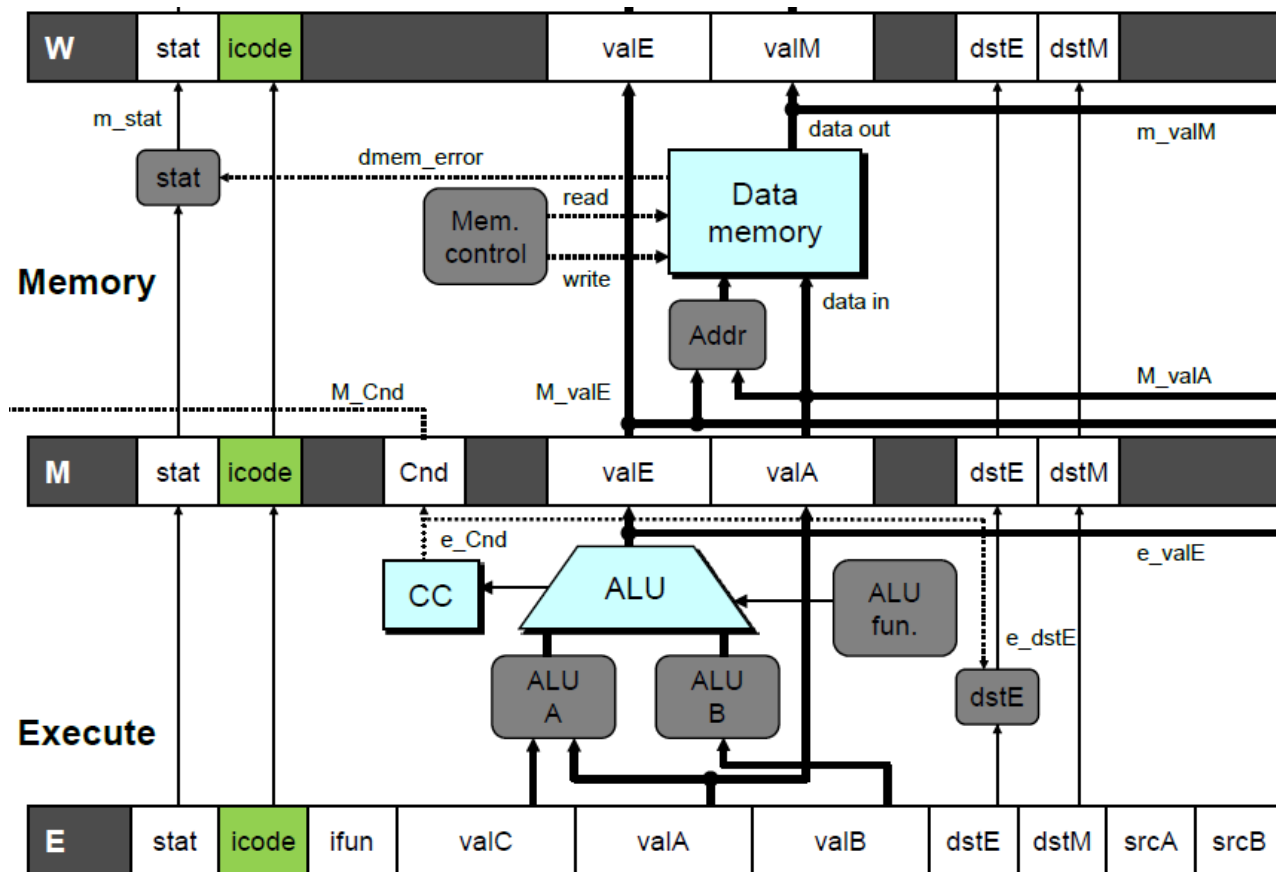 W stat icode valE valM dstE dstM
m_stat
data out
m_valM
dmem_error
stat
read
Data
memory
Mem.
control
write
Memory
data in
Addr
M_Cnd
M_valE
M_valA
M stat icode Cnd valE valA dstE dstM
e_Cnd
e_valE
CC
ALU
ALU
fun.
e_dstE
ALU
A
ALU
B
dstE
Execute
E stat icode ifun valC valA valB dstE dstM srcA srcB